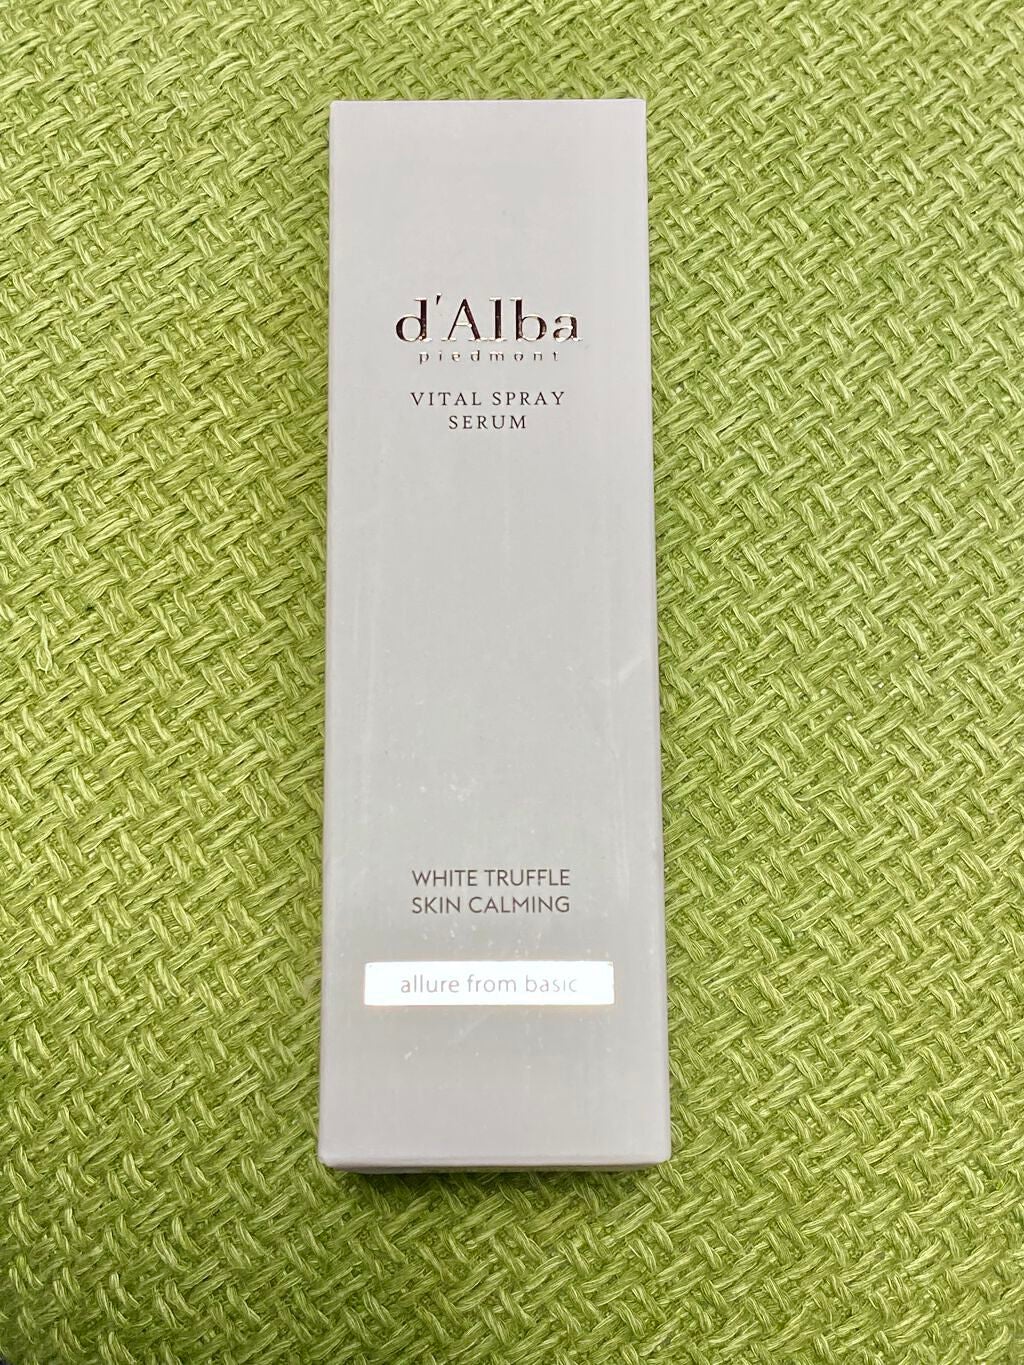 d'Alba
piedmont
VITAL SPRAY
SERUM
WHITE TRUFFLE
SKIN CALMING
allure from basic